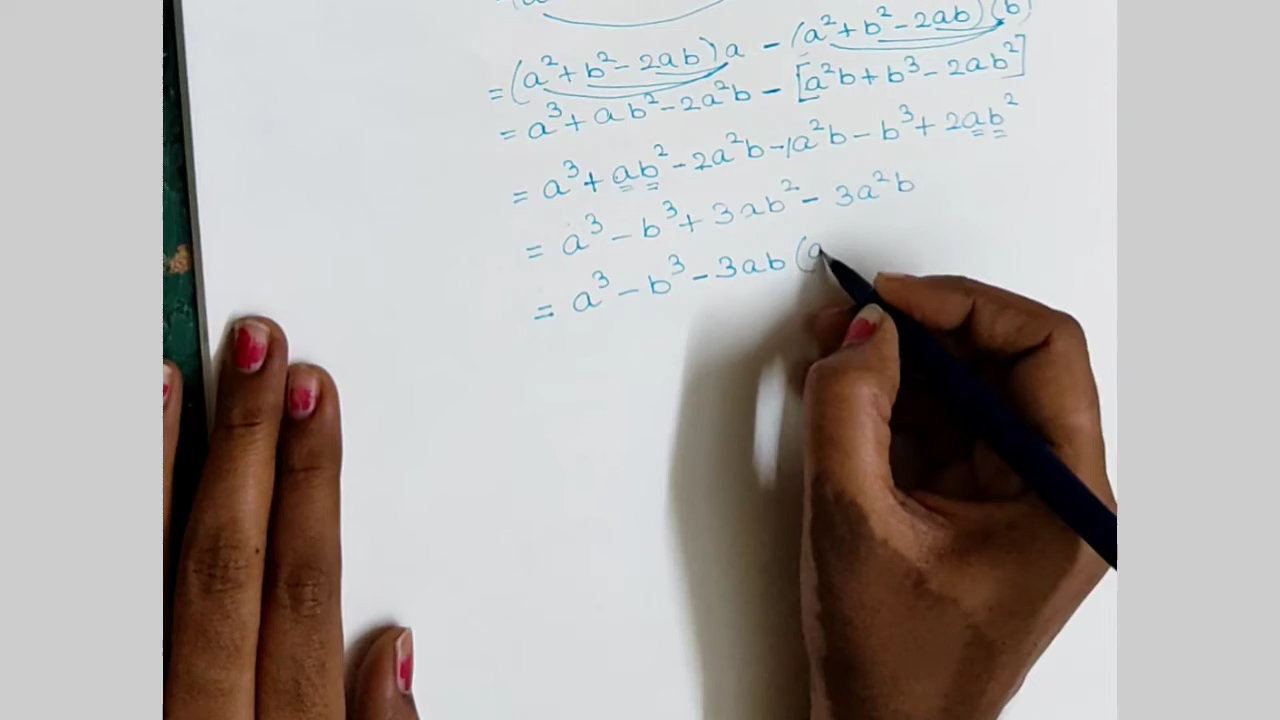 = (a² + b² - 2ab) a - (a² + b² - 2ab) (b)
= a³ + ab² - 2a²b - [a²b + b³ - 2ab²]
= a³ + ab² - 2a²b - 1a²b - b³ + 2ab²
= a³ - b³ + 3ab² - 3a²b
= a³ - b³ - 3ab (a